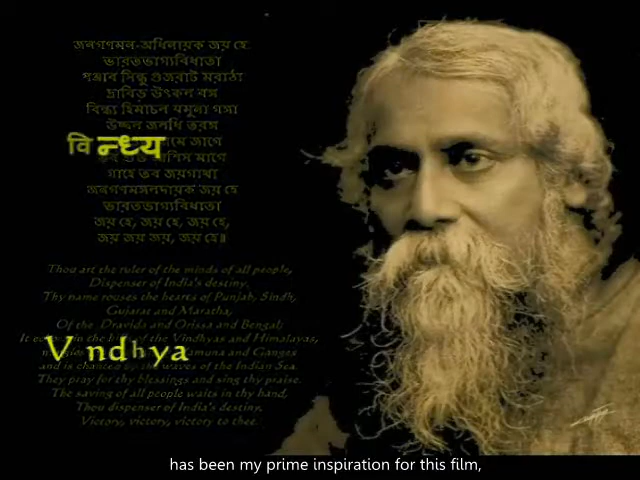 জনগণমন-অধিনায়ক জয় হে
ভারতভাগ্যবিধাতা
পঞ্জাব সিন্ধু গুজরাট মরাঠা
দ্রাবিড় উৎকল বঙ্গ
বিন্ধ্য হিমাচল যমুনা গঙ্গা
উচ্ছল জলধি তরঙ্গ
विन्ध्य
জাগে
মাগে
গাহে তব জয়গাথা
জনগণমঙ্গলদায়ক জয় হে
ভারতভাগ্যবিধাতা
জয় হে, জয় হে, জয় হে,
জয় জয় জয়, জয় হে॥
Thou art the ruler of the minds of all people,
Dispenser of India's destiny.
Thy name rouses the hearts of Punjab, Sindh,
Gujarat and Maratha,
Of the Dravida and Orissa and Bengal;
It in the of the Vindhyas and Himalayas,
Vindhya
and Ganges
and is chanted by the waves of the Indian Sea.
They pray for thy blessings and sing thy praise.
The saving of all people waits in thy hand,
Thou dispenser of India's destiny.
Victory, victory, victory to thee.
has been my prime inspiration for this film,